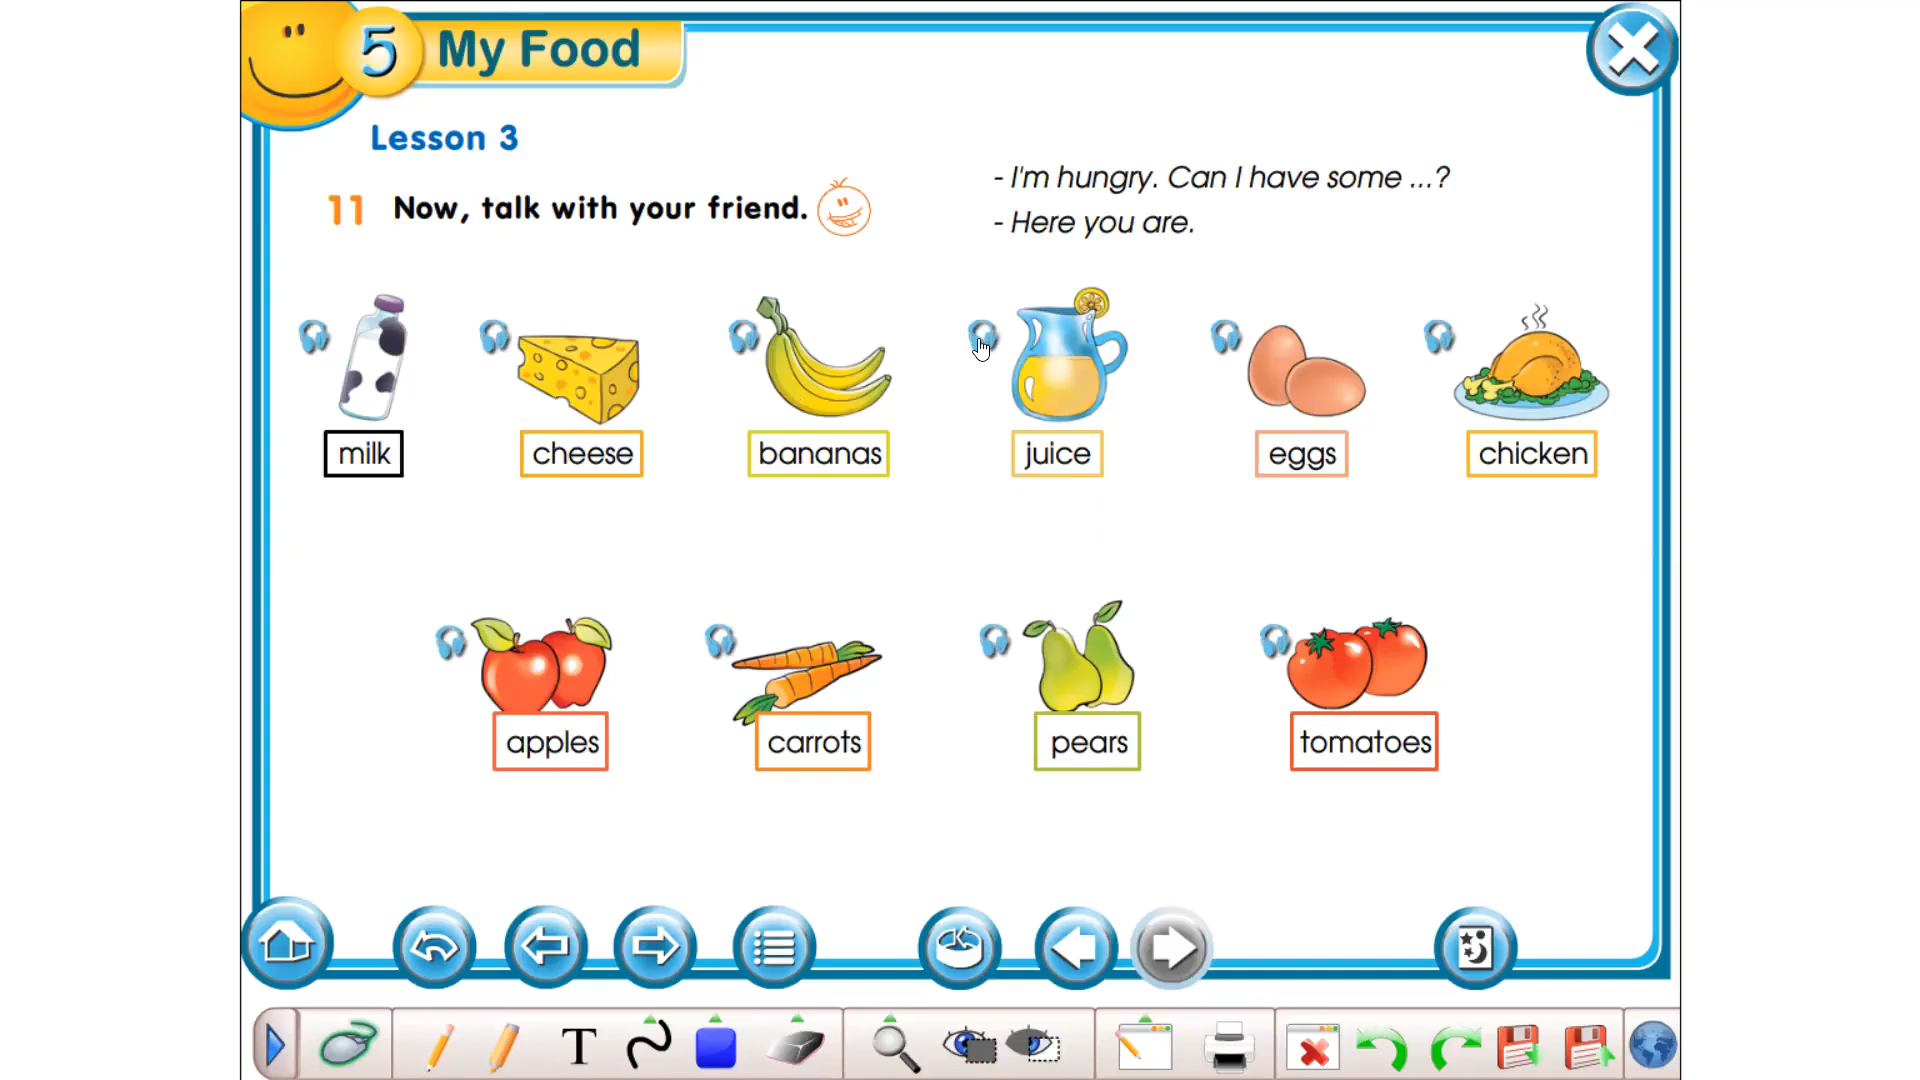 5 My Food
Lesson 3
11 Now, talk with your friend.
- I'm hungry. Can I have some ...?
- Here you are.
milk
cheese
bananas
juice
eggs
chicken
apples
carrots
pears
tomatoes
T